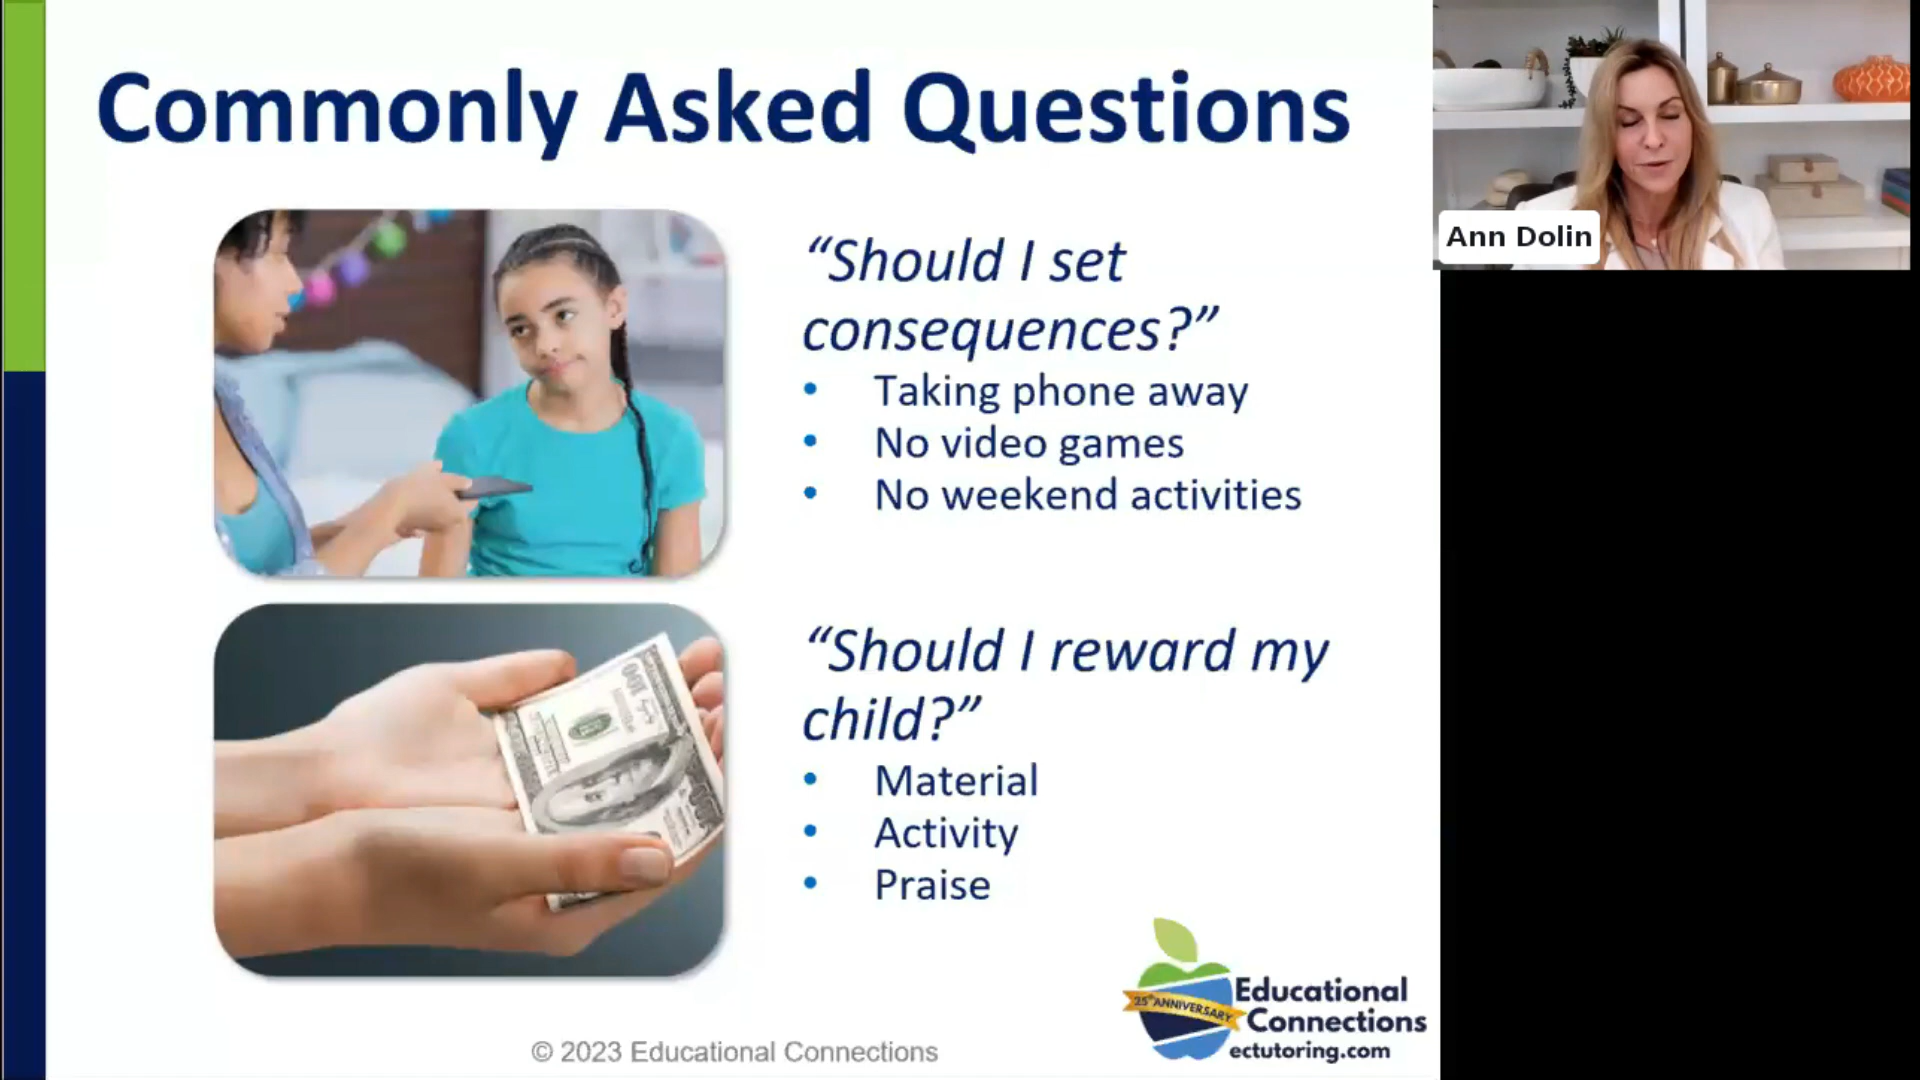 Commonly Asked Questions
Ann Dolin
“Should I set
consequences?”
• Taking phone away
• No video games
• No weekend activities
“Should I reward my
child?”
• Material
• Activity
• Praise
100
25th ANNIVERSARY
Educational
Connections
ectutoring.com
© 2023 Educational Connections